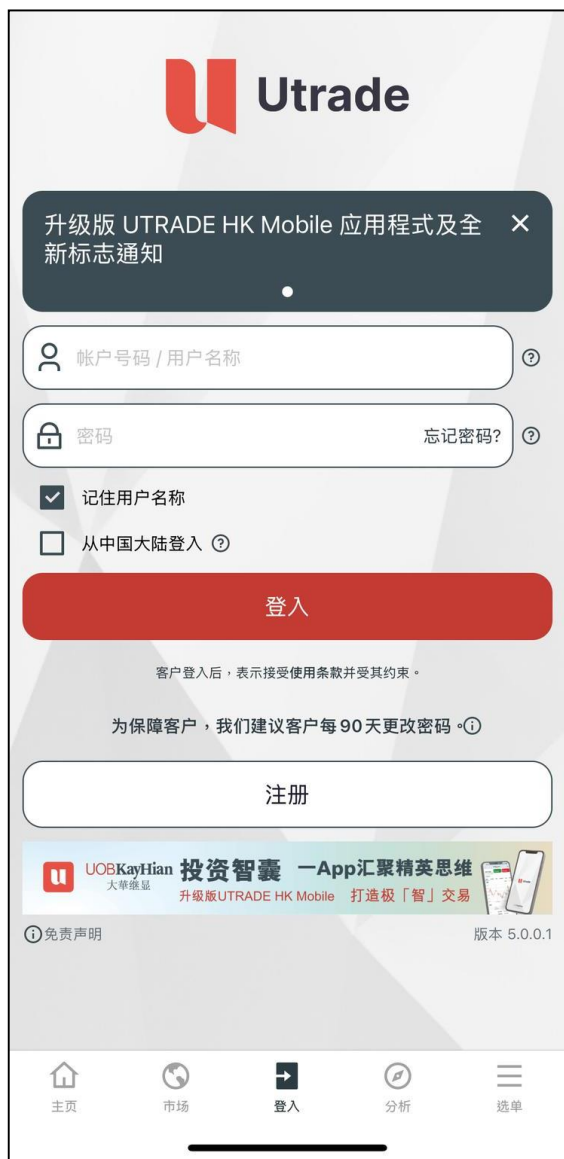 Utrade
升级版 UTRADE HK Mobile 应用程式及全
新标志通知
帐户号码 / 用户名称
密码
忘记密码?
记住用户名称
从中国大陆登入
登入
客户登入后，表示接受使用条款并受其约束。
为保障客户，我们建议客户每90天更改密码。
注册
UOBKayHian 投资智囊 一App汇聚精英思维
大華继显 升级版UTRADE HK Mobile 打造极「智」交易
免责声明
版本 5.0.0.1
主页
市场
登入
分析
选单